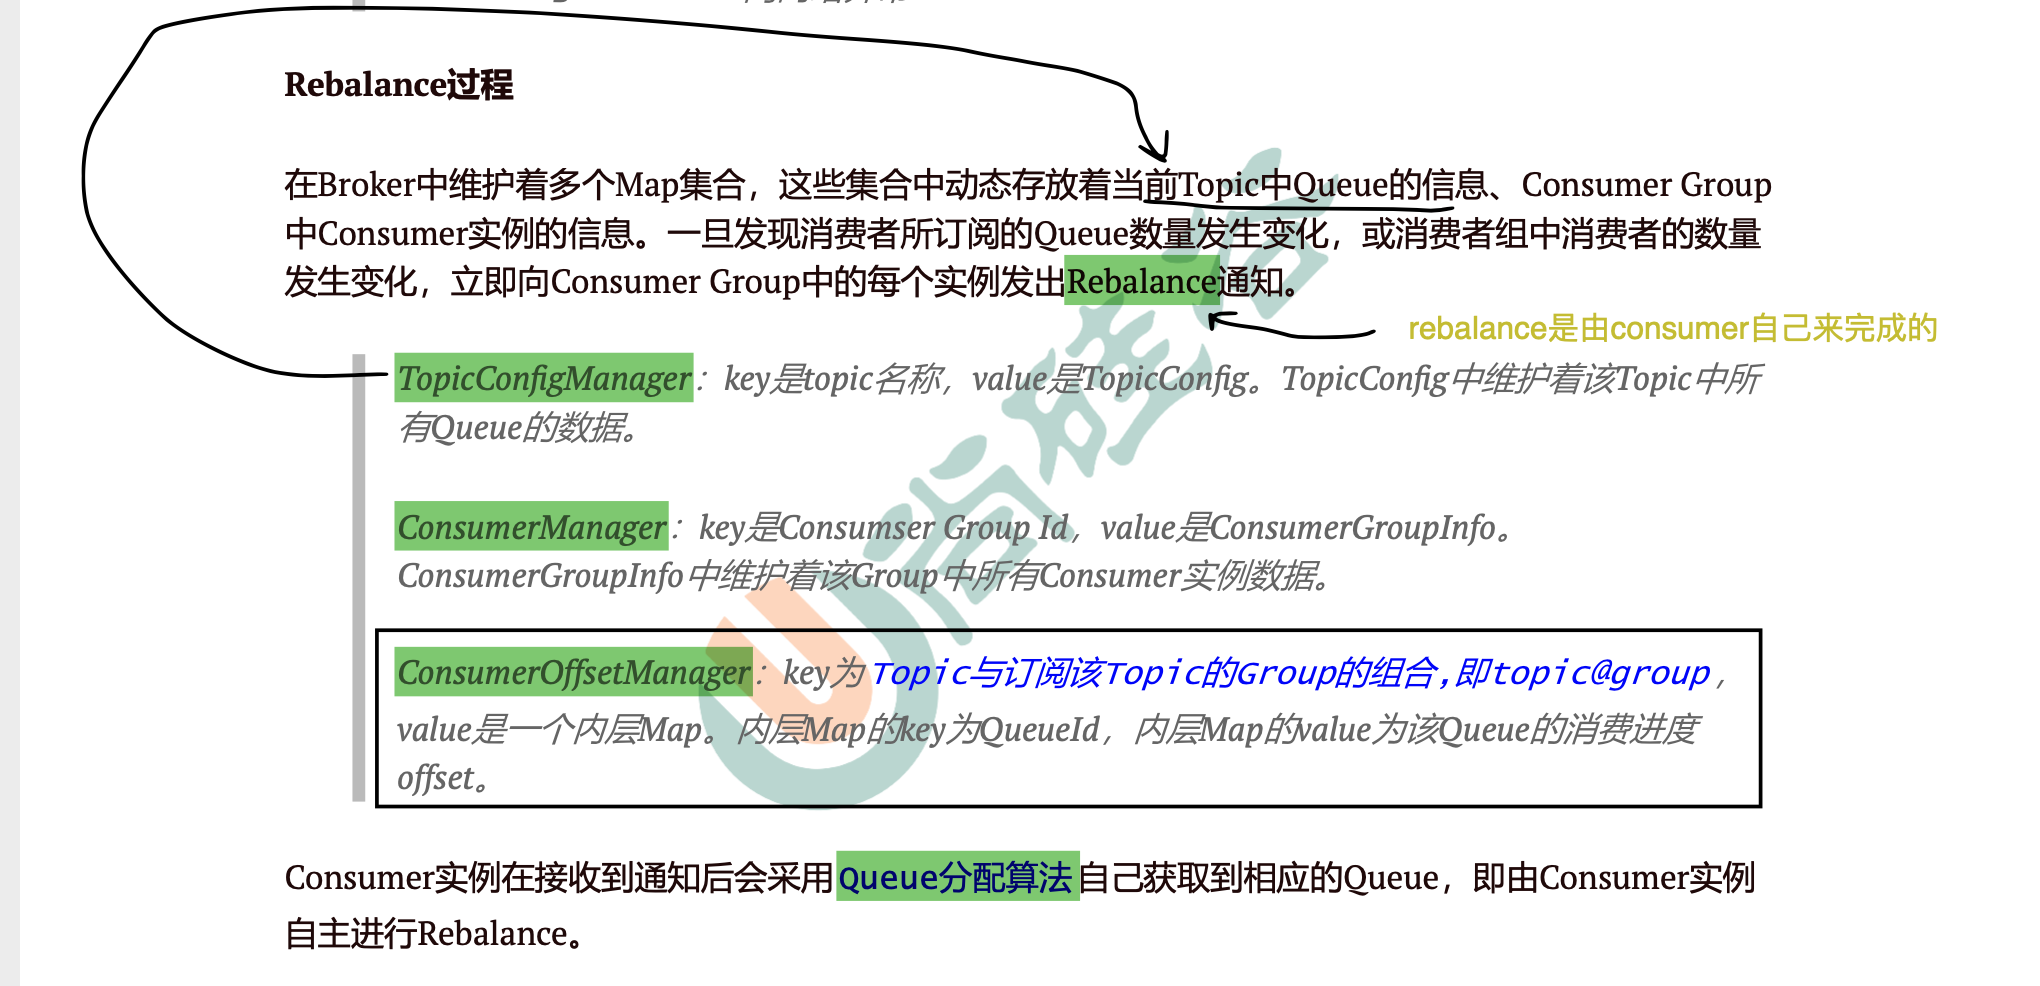 Rebalance过程
在Broker中维护着多个Map集合，这些集合中动态存放着当前Topic中Queue的信息、Consumer Group
中Consumer实例的信息。一旦发现消费者所订阅的Queue数量发生变化，或消费者组中消费者的数量
发生变化，立即向Consumer Group中的每个实例发出Rebalance通知。
rebalance是由consumer自己来完成的
TopicConfigManager：key是topic名称，value是TopicConfig。TopicConfig中维护着该Topic中所
有Queue的数据。
ConsumerManager：key是Consumser Group Id，value是ConsumerGroupInfo。
ConsumerGroupInfo中维护着该Group中所有Consumer实例数据。
ConsumerOffsetManager：key为Topic与订阅该Topic的Group的组合,即topic@group，
value是一个内层Map。内层Map的key为QueueId，内层Map的value为该Queue的消费进度
offset。
Consumer实例在接收到通知后会采用Queue分配算法自己获取到相应的Queue，即由Consumer实例
自主进行Rebalance。
尚硅谷